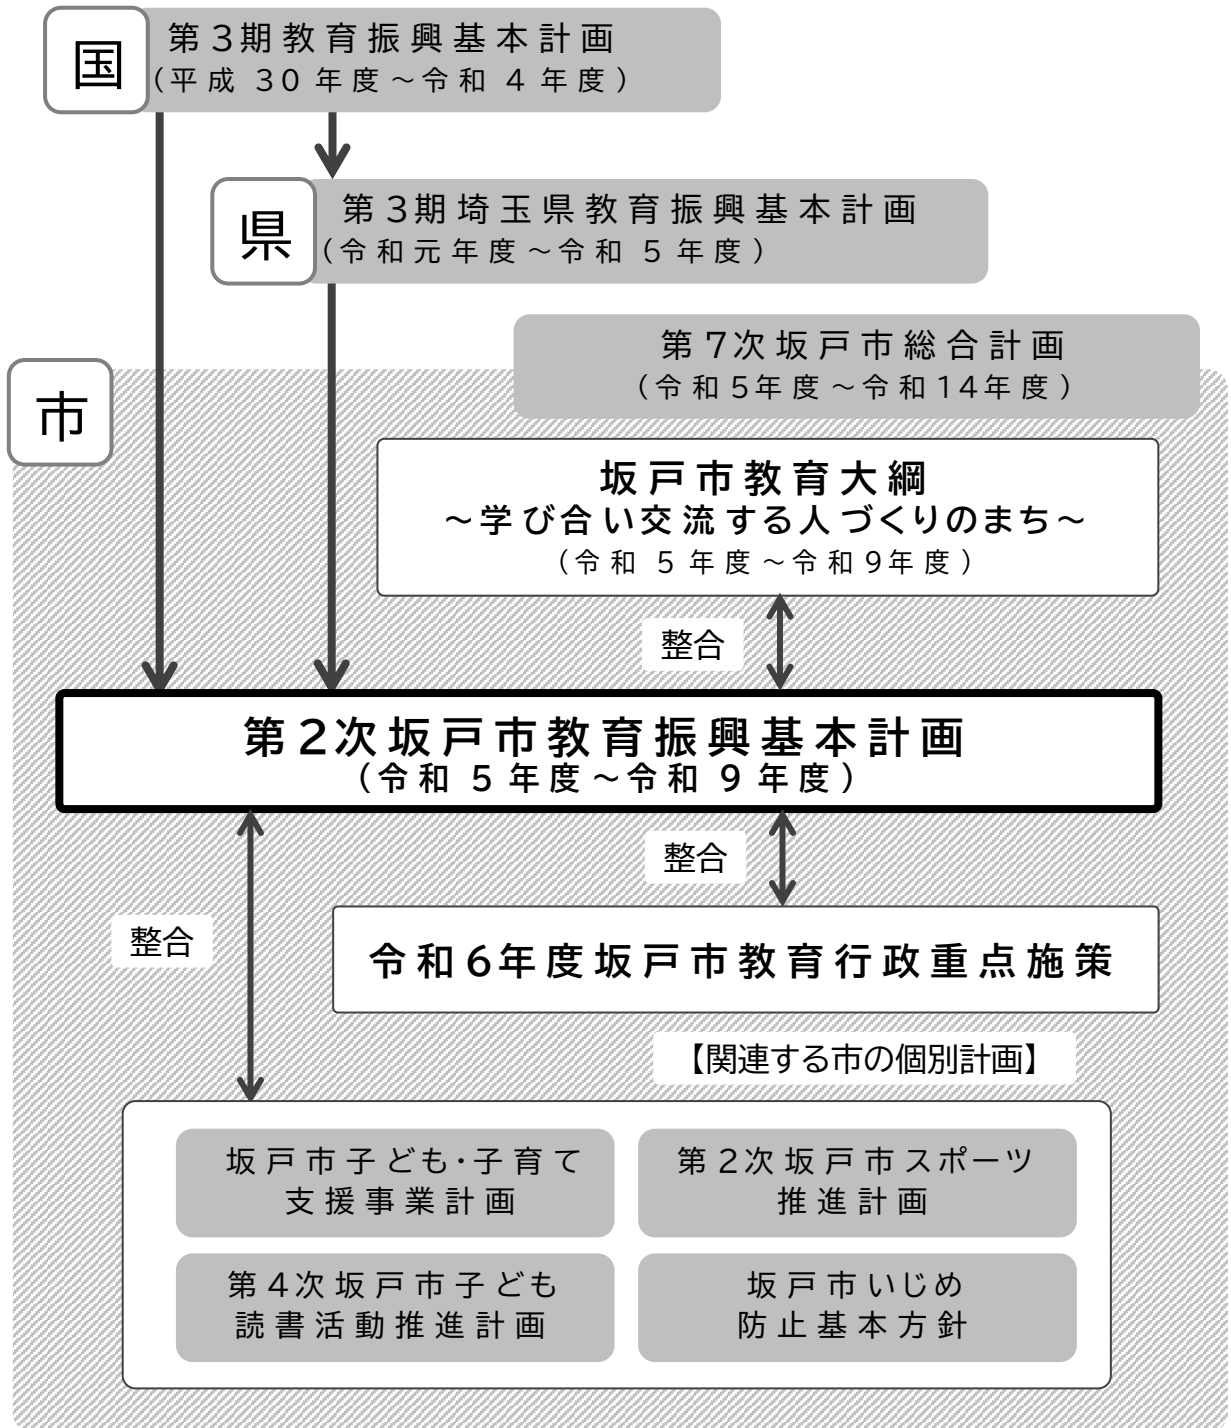 国
第3期教育振興基本計画
（平成30年度～令和4年度）
県
第3期埼玉県教育振興基本計画
（令和元年度～令和5年度）
第7次坂戸市総合計画
（令和5年度～令和14年度）
市
坂戸市教育大綱
～学び合い交流する人づくりのまち～
（令和5年度～令和9年度）
整合
第2次坂戸市教育振興基本計画
（令和5年度～令和9年度）
整合
整合
令和6年度坂戸市教育行政重点施策
【関連する市の個別計画】
坂戸市子ども・子育て
支援事業計画
第2次坂戸市スポーツ
推進計画
第4次坂戸市子ども
読書活動推進計画
坂戸市いじめ
防止基本方針